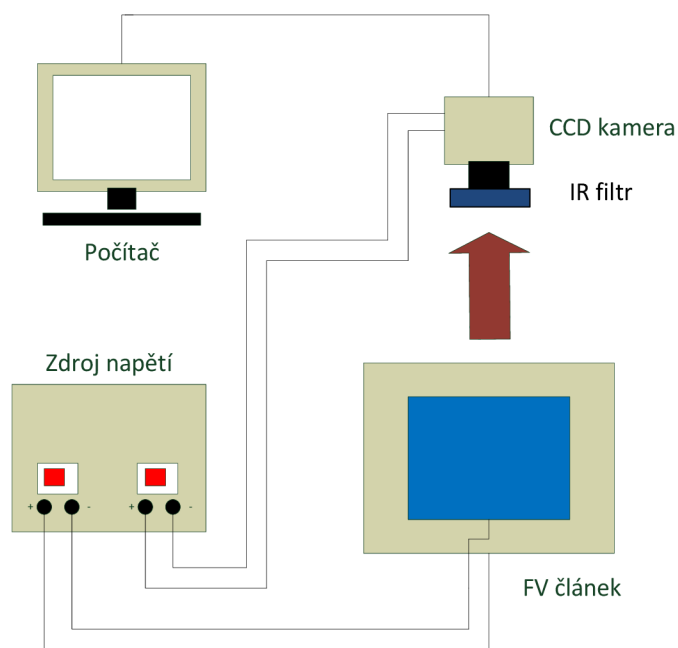 CCD kamera
IR filtr
Počítač
Zdroj napětí
+ - + -
FV článek